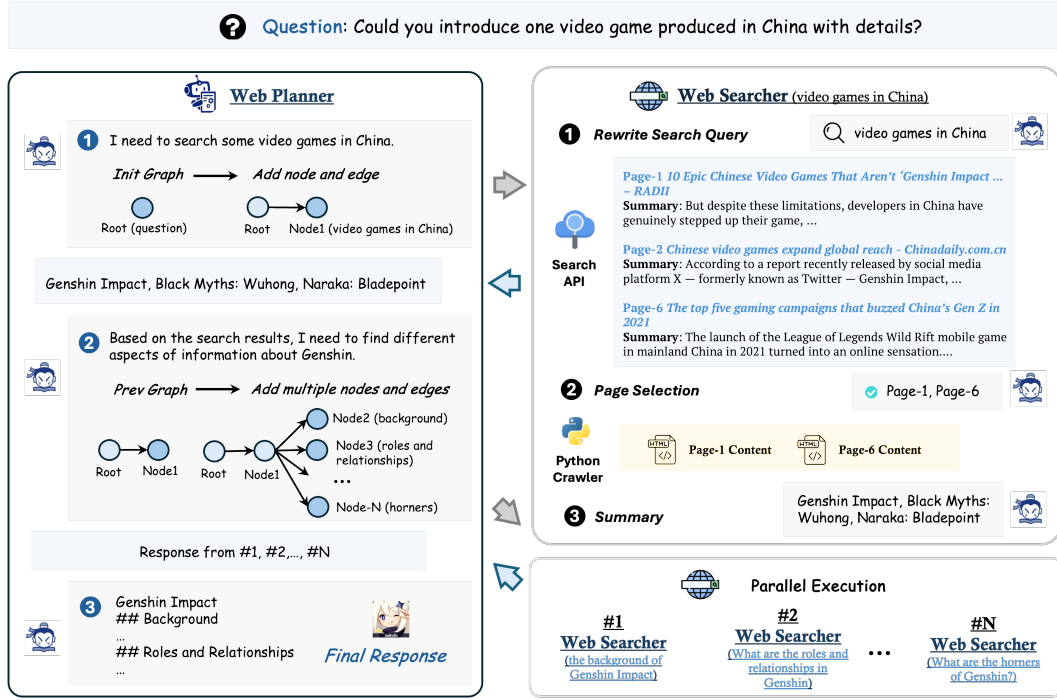 ? Question: Could you introduce one video game produced in China with details?
Web Planner
1 I need to search some video games in China.
Init Graph Add node and edge
Root (question)
Root Node1 (video games in China)
Genshin Impact, Black Myths: Wuhong, Naraka: Bladepoint
2 Based on the search results, I need to find different
aspects of information about Genshin.
Prev Graph Add multiple nodes and edges
Node2 (background)
Node3 (roles and
relationships)
Root Node1 Root Node1
...
Node-N (horners)
Response from #1, #2,..., #N
3 Genshin Impact
## Background
...
## Roles and Relationships
...
Final Response
Web Searcher (video games in China)
1 Rewrite Search Query
video games in China
Search
API
Page-1 10 Epic Chinese Video Games That Aren't 'Genshin Impact ...
– RADII
Summary: But despite these limitations, developers in China have
genuinely stepped up their game, ...
Page-2 Chinese video games expand global reach - Chinadaily.com.cn
Summary: According to a report recently released by social media
platform X — formerly known as Twitter — Genshin Impact, ...
Page-6 The top five gaming campaigns that buzzed China's Gen Z in
2021
Summary: The launch of the League of Legends Wild Rift mobile game
in mainland China in 2021 turned into an online sensation....
2 Page Selection
Page-1, Page-6
Python
Crawler
HTML </> Page-1 Content HTML </> Page-6 Content
3 Summary
Genshin Impact, Black Myths:
Wuhong, Naraka: Bladepoint
Parallel Execution
#1
Web Searcher
(the background of
Genshin Impact)
#2
Web Searcher
(What are the roles and
relationships in
Genshin)
...
#N
Web Searcher
(What are the horners
of Genshin?)